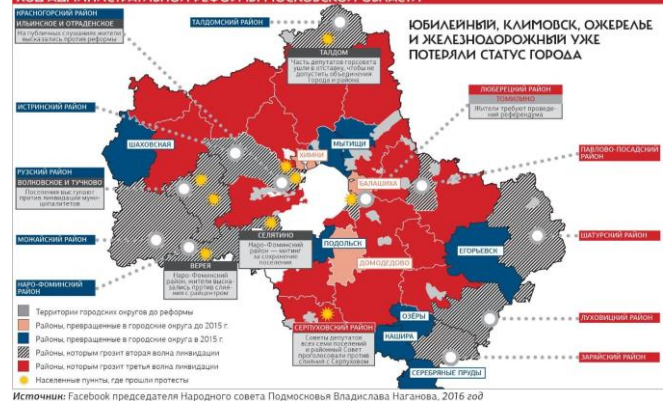 ХОД АДМИНИСТРАТИВНОЙ РЕФОРМЫ МОСКОВСКОЙ ОБЛАСТИ
ЮБИЛЕЙНЫЙ, КЛИМОВСК, ОЖЕРЕЛЬЕ
И ЖЕЛЕЗНОДОРОЖНЫЙ УЖЕ
ПОТЕРЯЛИ СТАТУС ГОРОДА
КРАСНОГОРСКИЙ РАЙОН
ИЛЬИНСКОЕ И ОТРАДЕНСКОЕ
На публичных слушаниях жители
высказались против реформы
ТАЛДОМСКИЙ РАЙОН
ТАЛДОМ
Часть депутатов горсовета
ушли в отставку, чтобы не
допустить объединения
города и района
ЛЮБЕРЕЦКИЙ РАЙОН
ТОМИЛИНО
Жители требуют проведе-
ния референдума
ИСТРИНСКИЙ РАЙОН
ШАХОВСКАЯ
МЫТИЩИ
ХИМКИ
БАЛАШИХА
ПАВЛОВО-ПОСАДСКИЙ
РАЙОН
РУЗСКИЙ РАЙОН
ВОЛКОВСКОЕ И ТУЧКОВО
Поселения выступают
против ликвидации муни-
ципалитетов
МОЖАЙСКИЙ РАЙОН
СЕЛЯТИНО
Наро-Фоминский
район — митинг
за сохранение
поселения
ПОДОЛЬСК
ДОМОДЕДОВО
ЕГОРЬЕВСК
ШАТУРСКИЙ РАЙОН
НАРО-ФОМИНСКИЙ
РАЙОН
ВЕРЕЯ
Наро-Фоминский
район, жители выска-
зались против слия-
ния с райцентром
СЕРПУХОВСКИЙ РАЙОН
Советы депутатов
всех семи поселений
и районный Совет
проголосовали против
слияния с Серпуховом
ОЗЁРЫ
КАШИРА
СЕРЕБРЯНЫЕ ПРУДЫ
ЛУХОВИЦКИЙ РАЙОН
ЗАРАЙСКИЙ РАЙОН
Территории городских округов до реформы
Районы, превращенные в городские округа до 2015 г.
Районы, превращенные в городские округа в 2015 г.
Районы, которым грозит вторая волна ликвидации
Районы, которым грозит третья волна ликвидации
Населенные пункты, где прошли протесты
Источник: Facebook председателя Народного совета Подмосковья Владислава Наганова, 2016 год